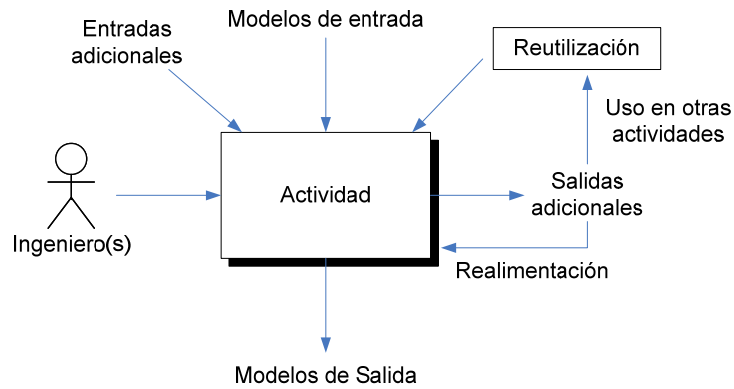 Modelos de entrada
Entradas
adicionales
Reutilización
Uso en otras
actividades
Actividad
Salidas
adicionales
Ingeniero(s)
Realimentación
Modelos de Salida